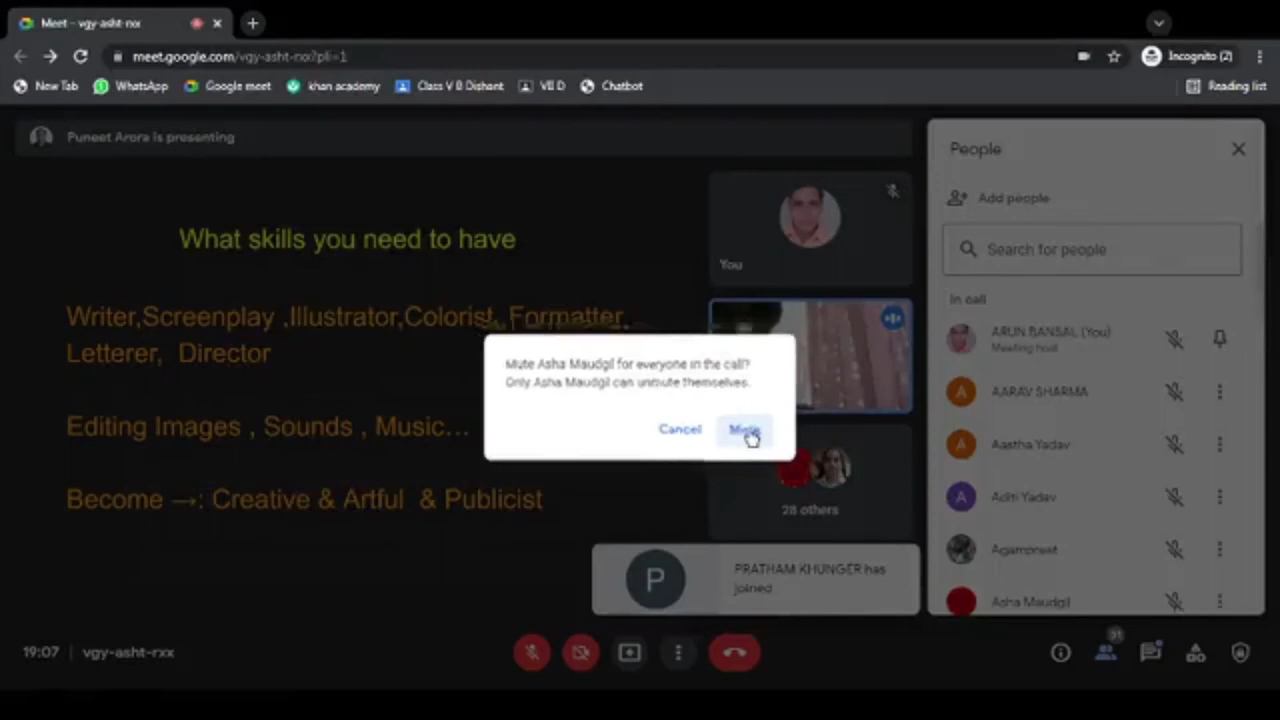 Meet - vgy-asht-rxx
meet.google.com/vgy-asht-rxx?pli=1
Incognito (2)
New Tab
WhatsApp
Google meet
khan academy
Class V B Dishant
VII D
Chatbot
Reading list
Puneet Arora is presenting
What skills you need to have
Writer,Screenplay ,Illustrator,Colorist, Formatter,
Letterer, Director
Editing Images , Sounds , Music...
Become →: Creative & Artful & Publicist
You
28 others
Mute Asha Maudgil for everyone in the call?
Only Asha Maudgil can unmute themselves.
Cancel
Mute
P
PRATHAM KHUNGER has
joined
People
Add people
Search for people
In call
ARUN BANSAL (You)
Meeting host
A
AARAV SHARMA
A
Aastha Yadav
A
Aditi Yadav
Agampreet
Asha Maudgil
19:07
vgy-asht-rxx
31